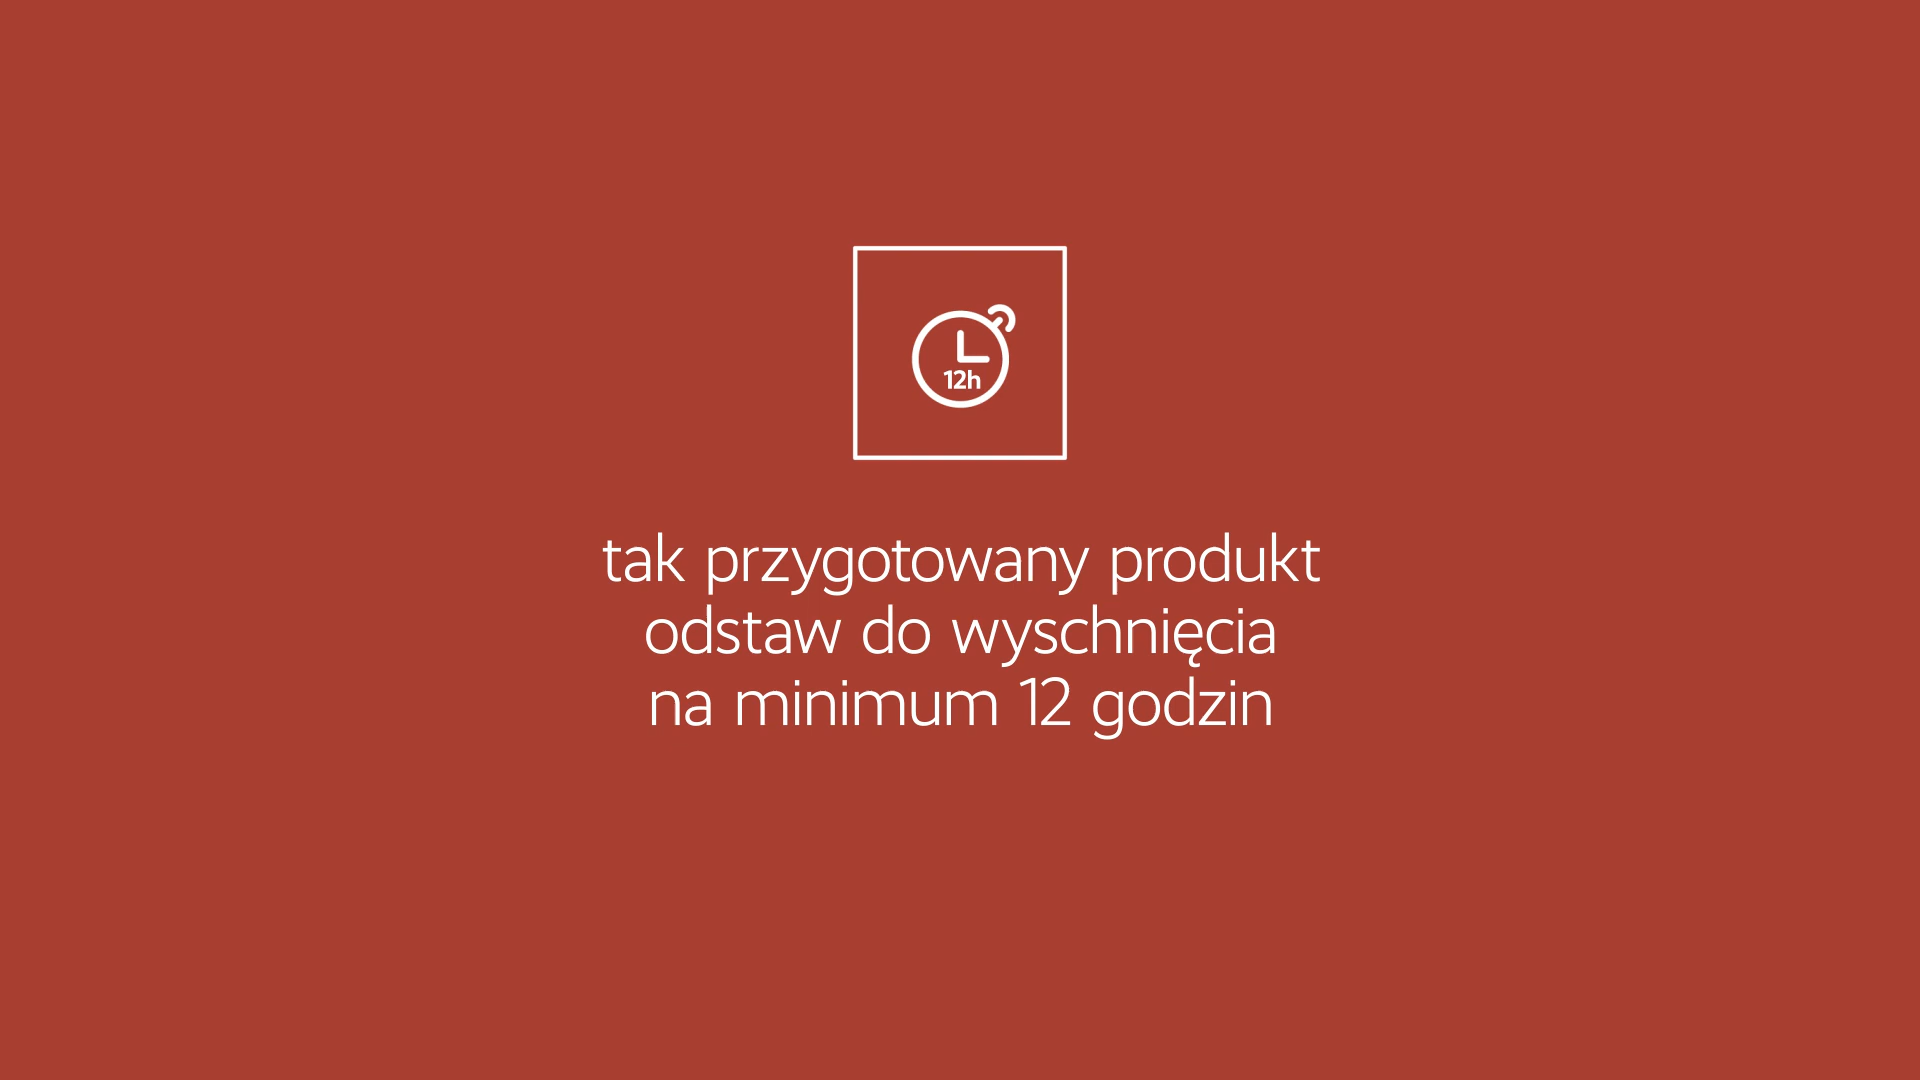 12h
tak przygotowany produkt
odstaw do wyschnięcia
na minimum 12 godzin